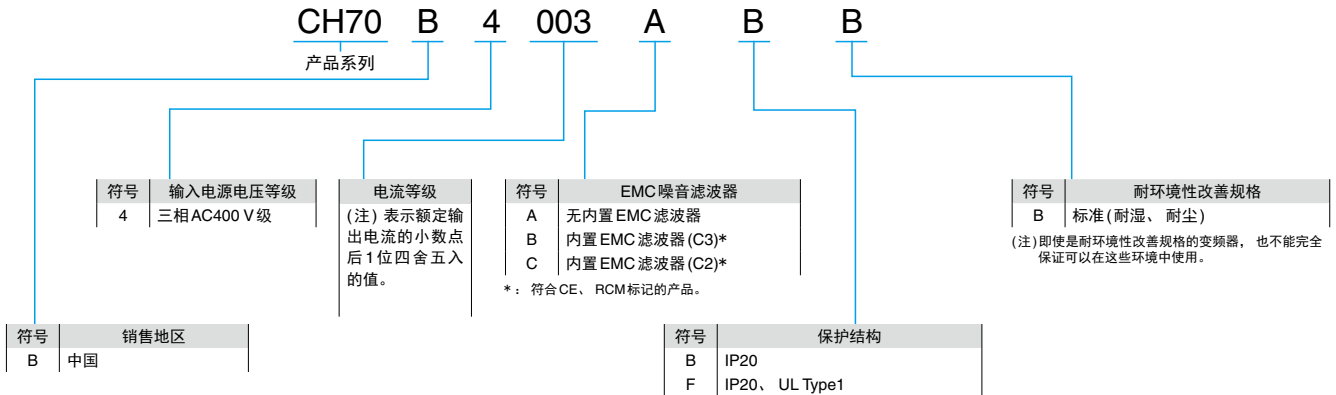 CH70 B 4 003 A B B
产品系列
符号 输入电源电压等级
4 三相AC400 V级
电流等级
(注) 表示额定输
出电流的小数点
后1位四舍五入
的值。
符号 EMC噪音滤波器
A 无内置EMC滤波器
B 内置EMC滤波器(C3)*
C 内置EMC滤波器(C2)*
*： 符合CE、 RCM标记的产品。
符号 耐环境性改善规格
B 标准(耐湿、 耐尘)
(注)即使是耐环境性改善规格的变频器， 也不能完全
保证可以在这些环境中使用。
符号 销售地区
B 中国
符号 保护结构
B IP20
F IP20、 UL Type1